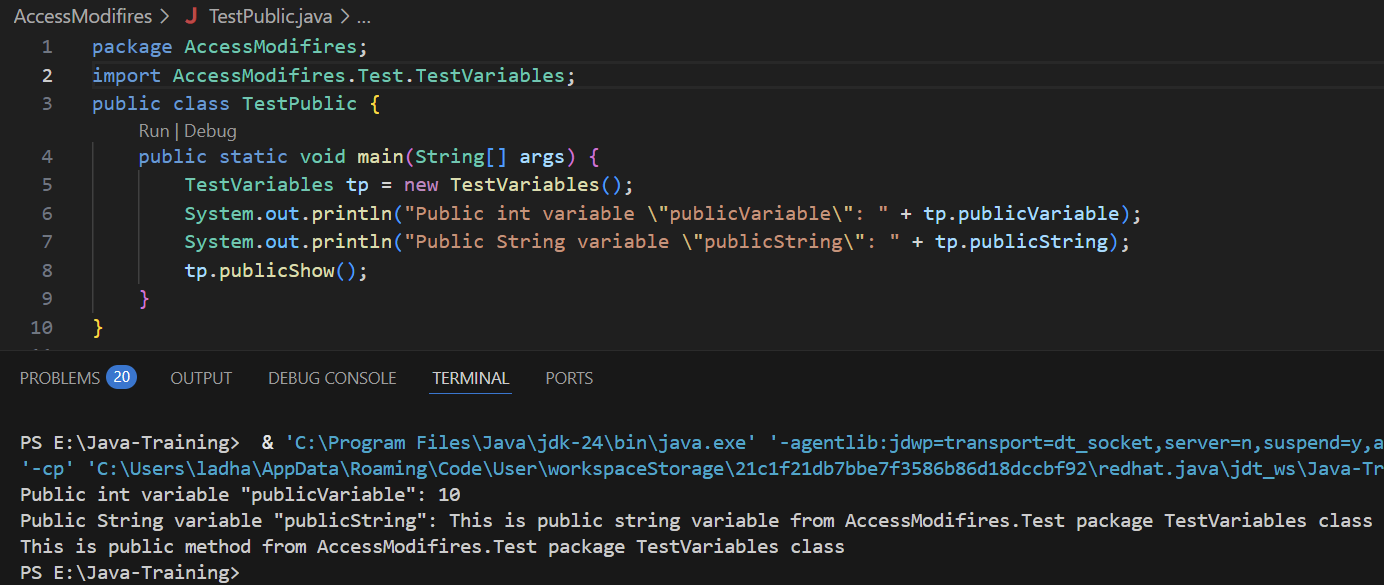 AccessModifires > J TestPublic.java > ...
1 package AccessModifires;
2 import AccessModifires.Test.TestVariables;
3 public class TestPublic {
Run | Debug
4 public static void main(String[] args) {
5 TestVariables tp = new TestVariables();
6 System.out.println("Public int variable \"publicVariable\": " + tp.publicVariable);
7 System.out.println("Public String variable \"publicString\": " + tp.publicString);
8 tp.publicShow();
9 }
10 }
PROBLEMS 20 OUTPUT DEBUG CONSOLE TERMINAL PORTS
PS E:\Java-Training> & 'C:\Program Files\Java\jdk-24\bin\java.exe' '-agentlib:jdwp=transport=dt_socket,server=n,suspend=y,a
'-cp' 'C:\Users\ladha\AppData\Roaming\Code\User\workspaceStorage\21c1f21db7bbe7f3586b86d18dccbf92\redhat.java\jdt_ws\Java-Tr
Public int variable "publicVariable": 10
Public String variable "publicString": This is public string variable from AccessModifires.Test package TestVariables class
This is public method from AccessModifires.Test package TestVariables class
PS E:\Java-Training>